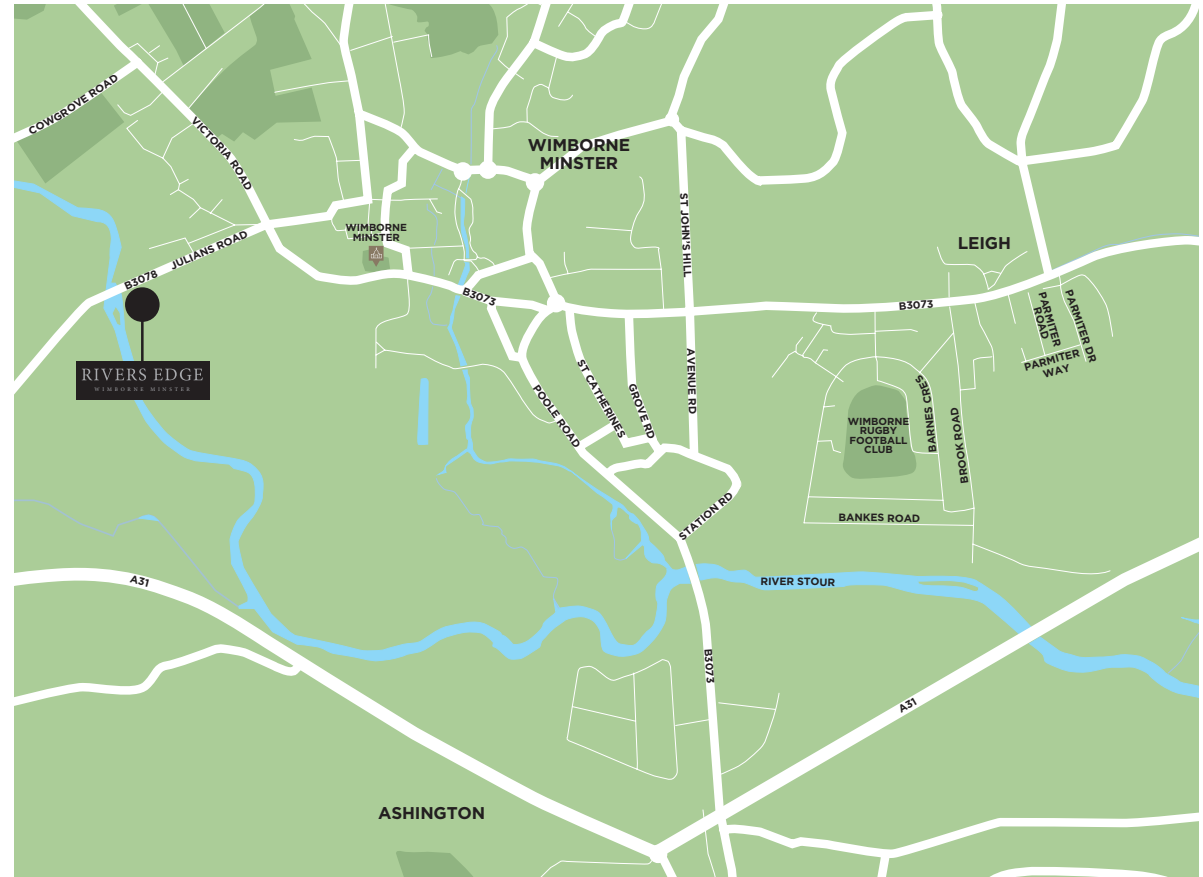 COWGROVE ROAD
VICTORIA ROAD
WIMBORNE
MINSTER
ST JOHN'S HILL
WIMBORNE
MINSTER
LEIGH
JULIANS ROAD
B3078
B3073
B3073
PARMITER
ROAD
PARMITER DR
PARMITER
WAY
RIVERS EDGE
WIMBORNE MINSTER
POOLE ROAD
ST CATHERINES
GROVE RD
AVENUE RD
BARNES CRES
BROOK ROAD
WIMBORNE
RUGBY
FOOTBALL
CLUB
STATION RD
BANKES ROAD
A31
RIVER STOUR
B3073
A31
ASHINGTON